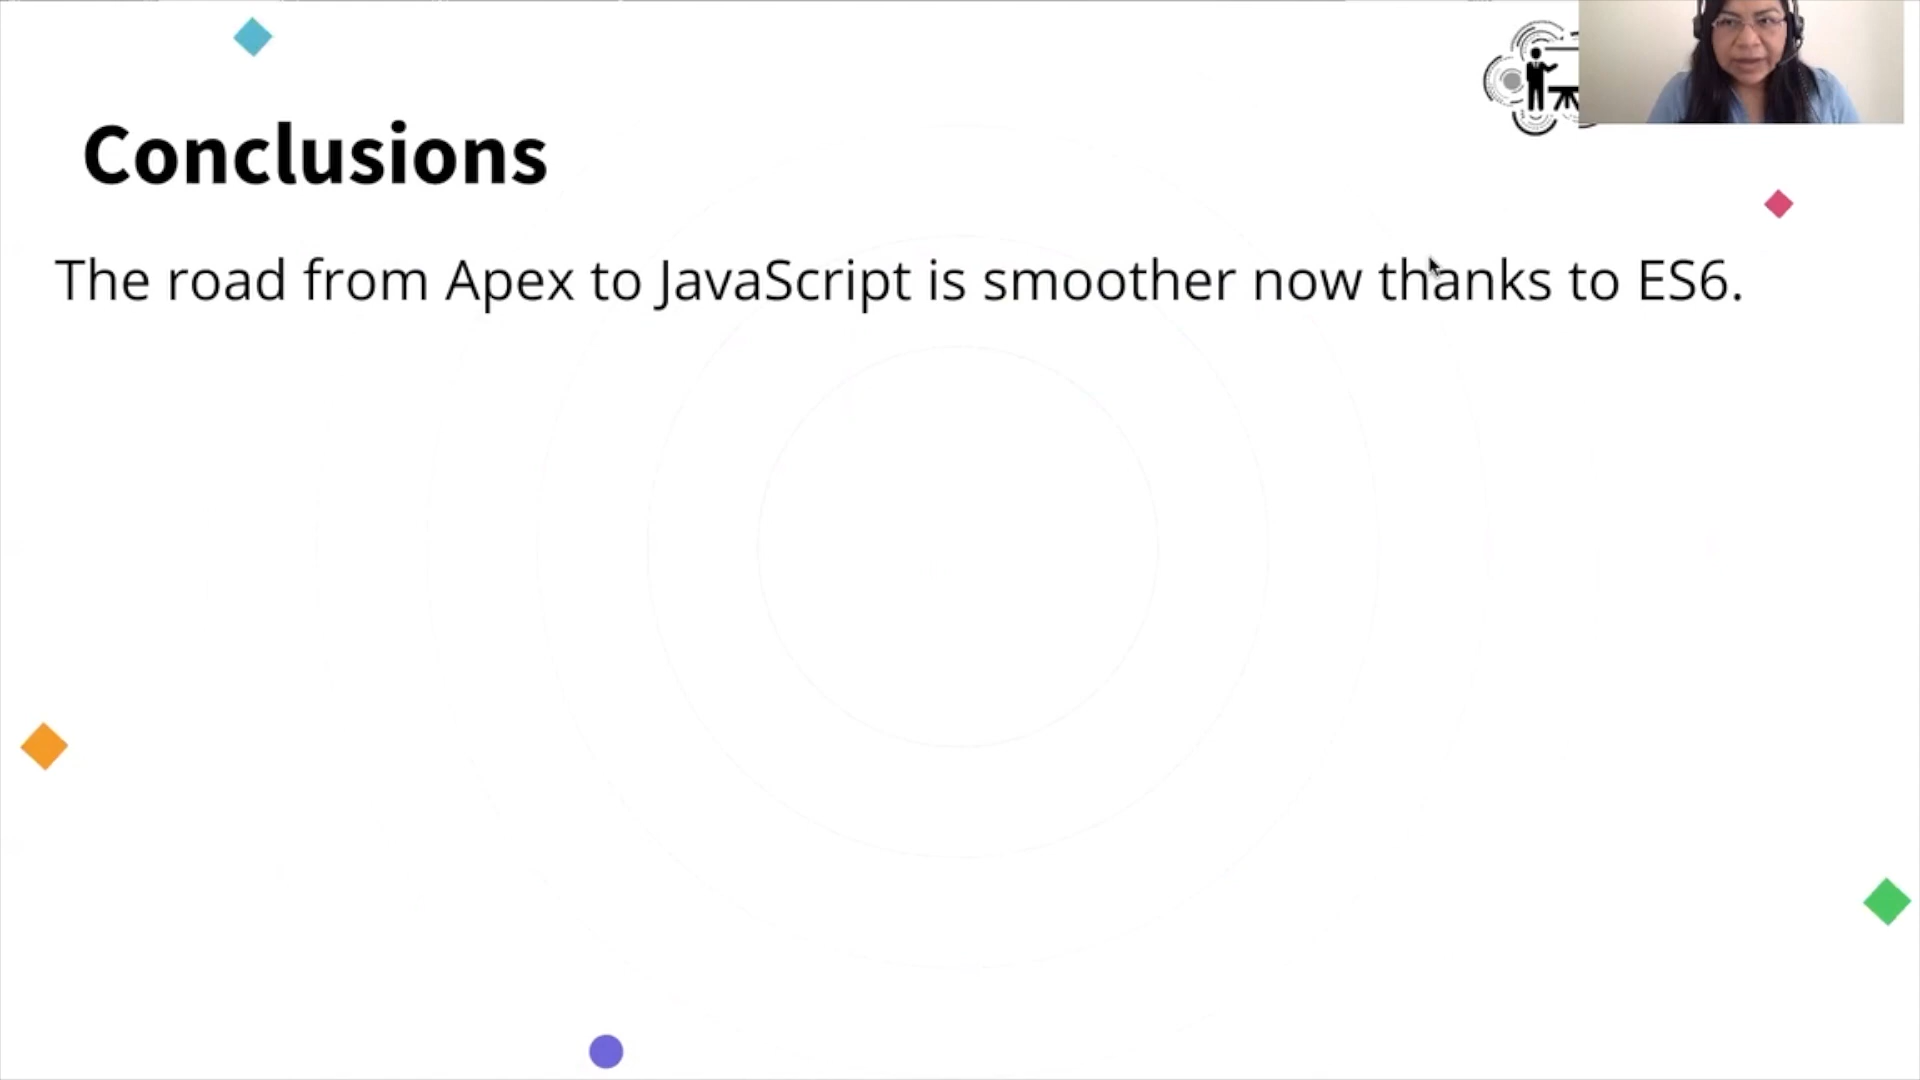 Conclusions
The road from Apex to JavaScript is smoother now thanks to ES6.